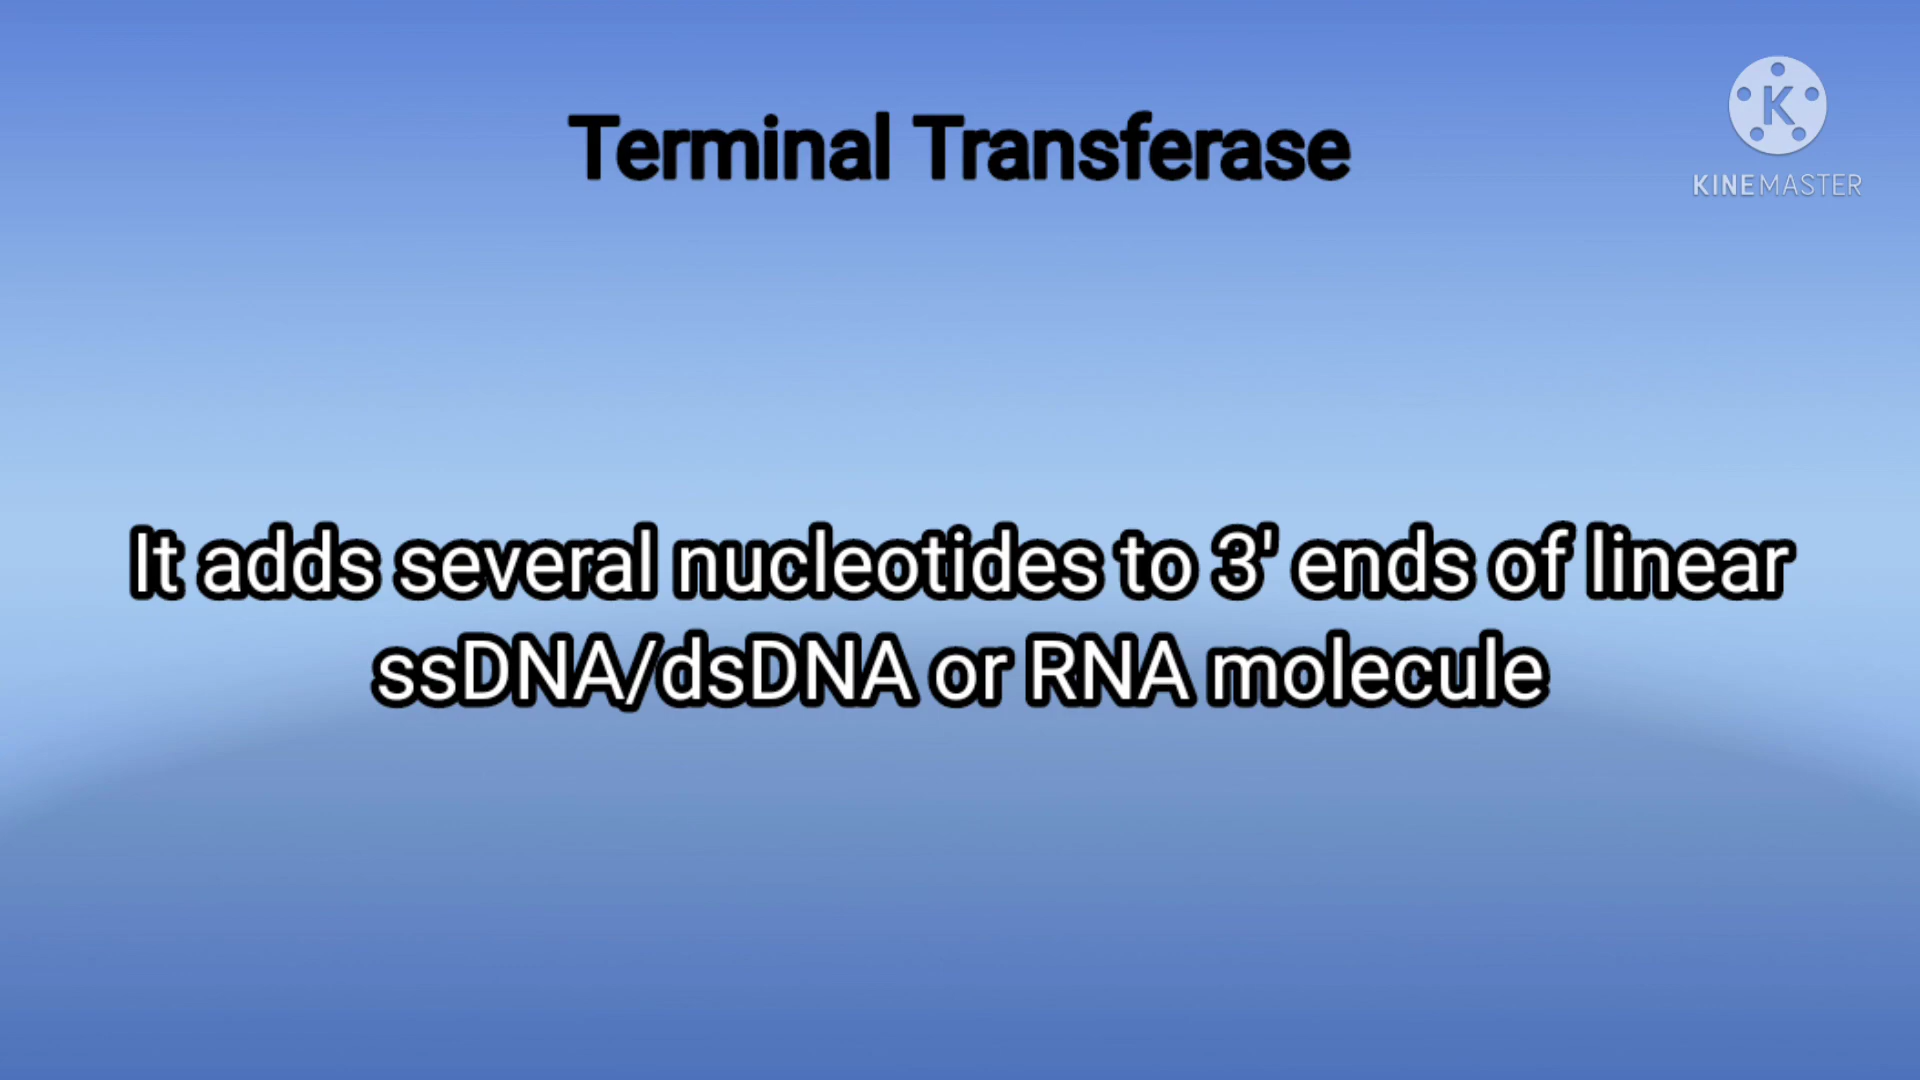 Terminal Transferase
K
KINEMASTER
It adds several nucleotides to 3' ends of linear
ssDNA/dsDNA or RNA molecule